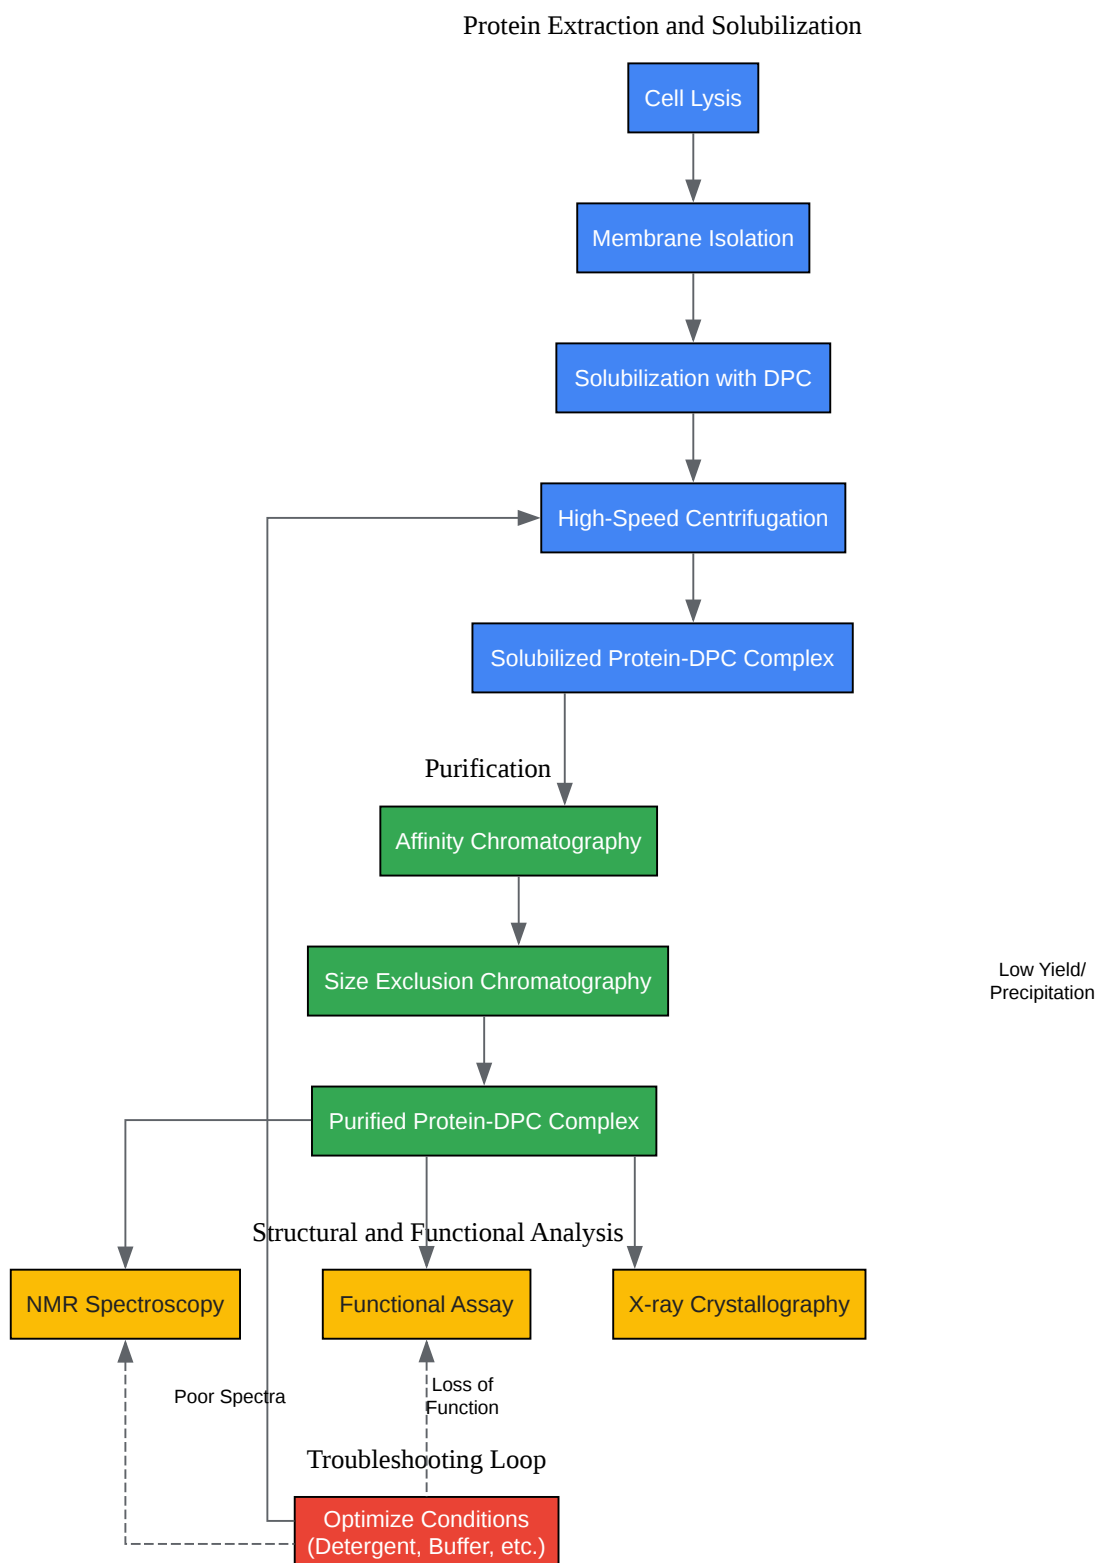 Protein Extraction and Solubilization
Cell Lysis
Membrane Isolation
Solubilization with DPC
High-Speed Centrifugation
Solubilized Protein-DPC Complex
Purification
Affinity Chromatography
Size Exclusion Chromatography
Low Yield/
Precipitation
Purified Protein-DPC Complex
Structural and Functional Analysis
NMR Spectroscopy
Functional Assay
X-ray Crystallography
Poor Spectra
Loss of
Function
Troubleshooting Loop
Optimize Conditions
(Detergent, Buffer, etc.)